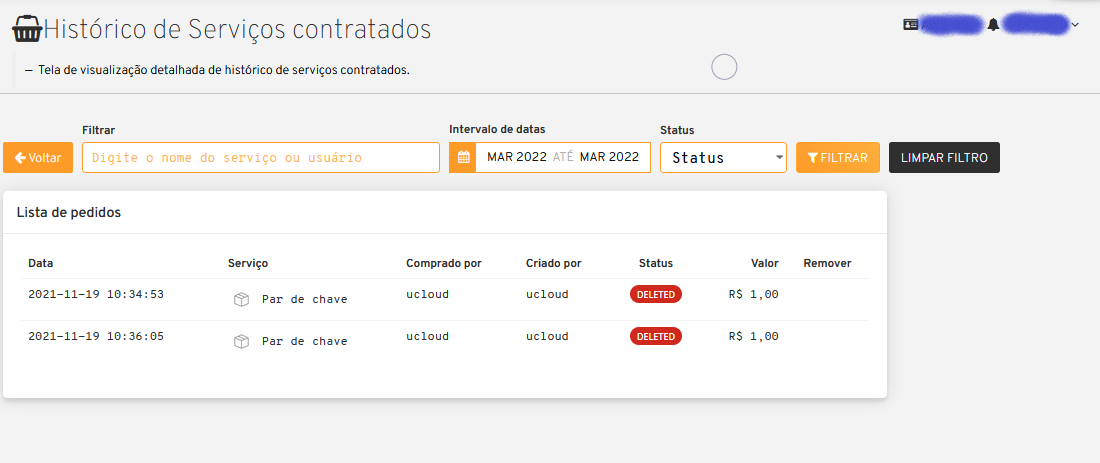 Histórico de Serviços contratados
– Tela de visualização detalhada de histórico de serviços contratados.
Filtrar Intervalo de datas Status
Voltar Digite o nome do serviço ou usuário MAR 2022 ATÉ MAR 2022 Status FILTRAR LIMPAR FILTRO
Lista de pedidos
Data Serviço Comprado por Criado por Status Valor Remover
2021-11-19 10:34:53 Par de chave ucloud ucloud DELETED R$ 1,00
2021-11-19 10:36:05 Par de chave ucloud ucloud DELETED R$ 1,00